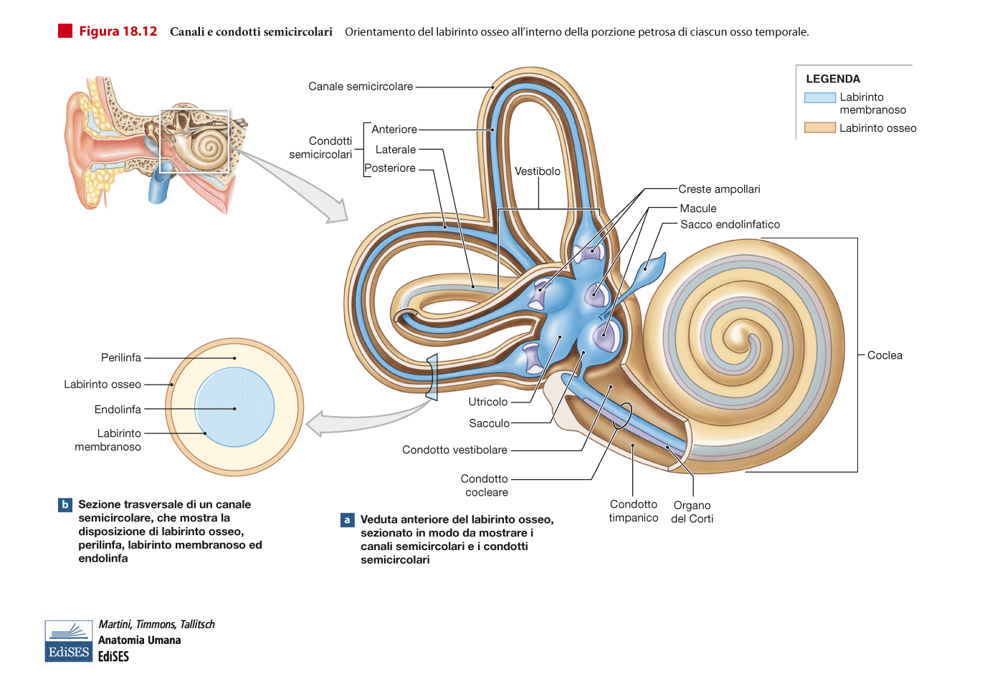 Figura 18.12 Canali e condotti semicircolari Orientamento del labirinto osseo all'interno della porzione petrosa di ciascun osso temporale.
LEGENDA
Labirinto
membranoso
Labirinto osseo
Canale semicircolare
Condotti
semicircolari
Anteriore
Laterale
Posteriore
Vestibolo
Creste ampollari
Macule
Sacco endolinfatico
Coclea
Perilinfa
Labirinto osseo
Endolinfa
Labirinto
membranoso
Utricolo
Sacculo
Condotto vestibolare
Condotto
cocleare
Condotto
timpanico
Organo
del Corti
b Sezione trasversale di un canale
semicircolare, che mostra la
disposizione di labirinto osseo,
perilinfa, labirinto membranoso ed
endolinfa
a Veduta anteriore del labirinto osseo,
sezionato in modo da mostrare i
canali semicircolari e i condotti
semicircolari
EdiSES
Martini, Timmons, Tallitsch
Anatomia Umana
EdiSES